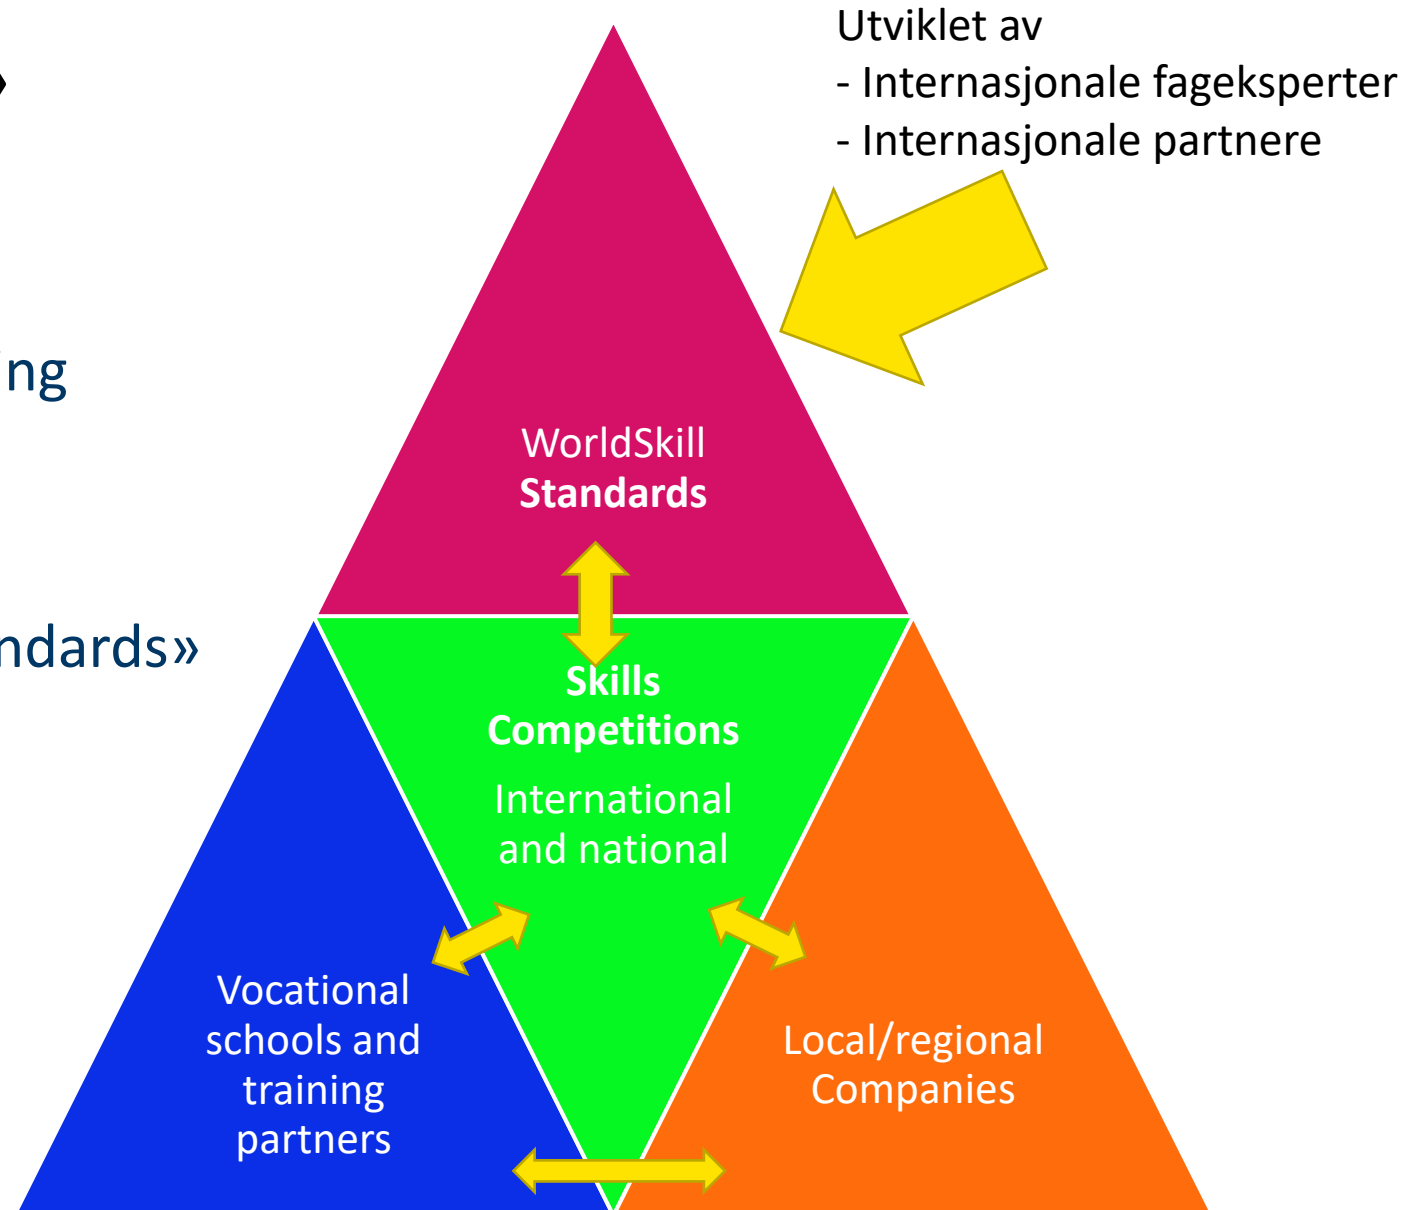 Utviklet av
- Internasjonale fageksperter
- Internasjonale partnere
»
ing
ndards»
WorldSkill
Standards
Skills
Competitions
International
and national
Vocational
schools and
training
partners
Local/regional
Companies